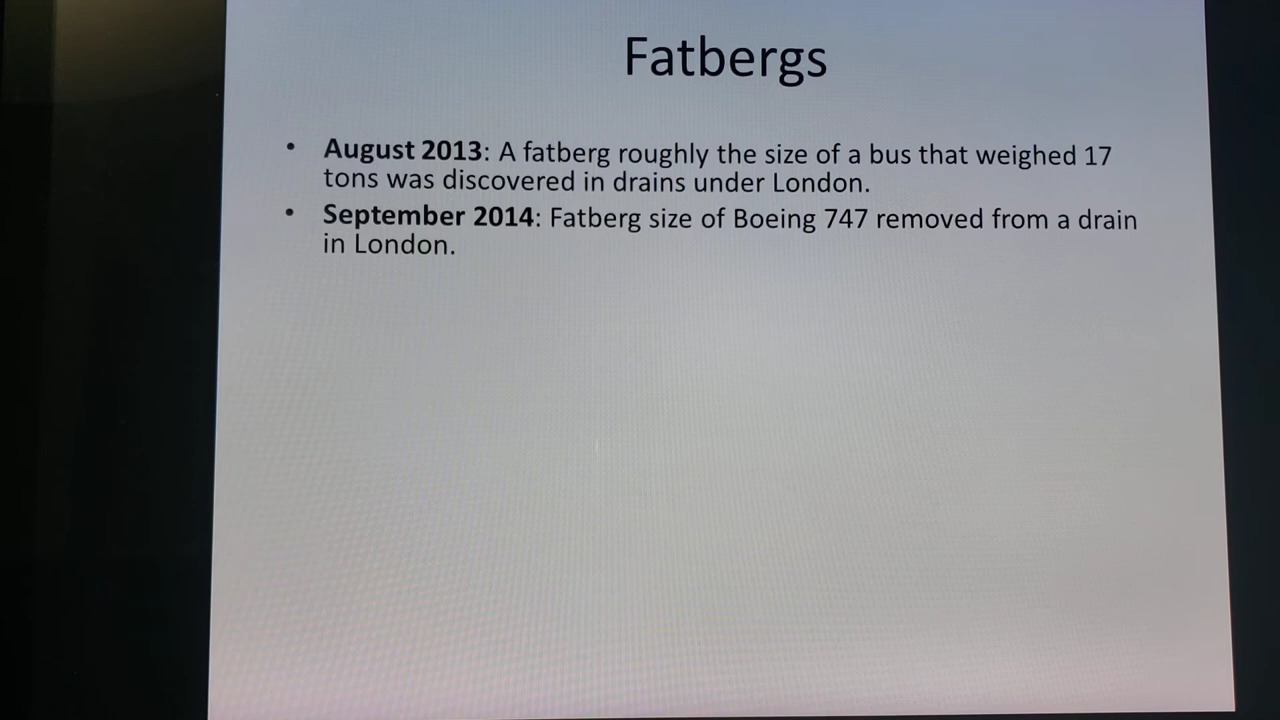 Fatbergs
• August 2013: A fatberg roughly the size of a bus that weighed 17
tons was discovered in drains under London.
• September 2014: Fatberg size of Boeing 747 removed from a drain
in London.